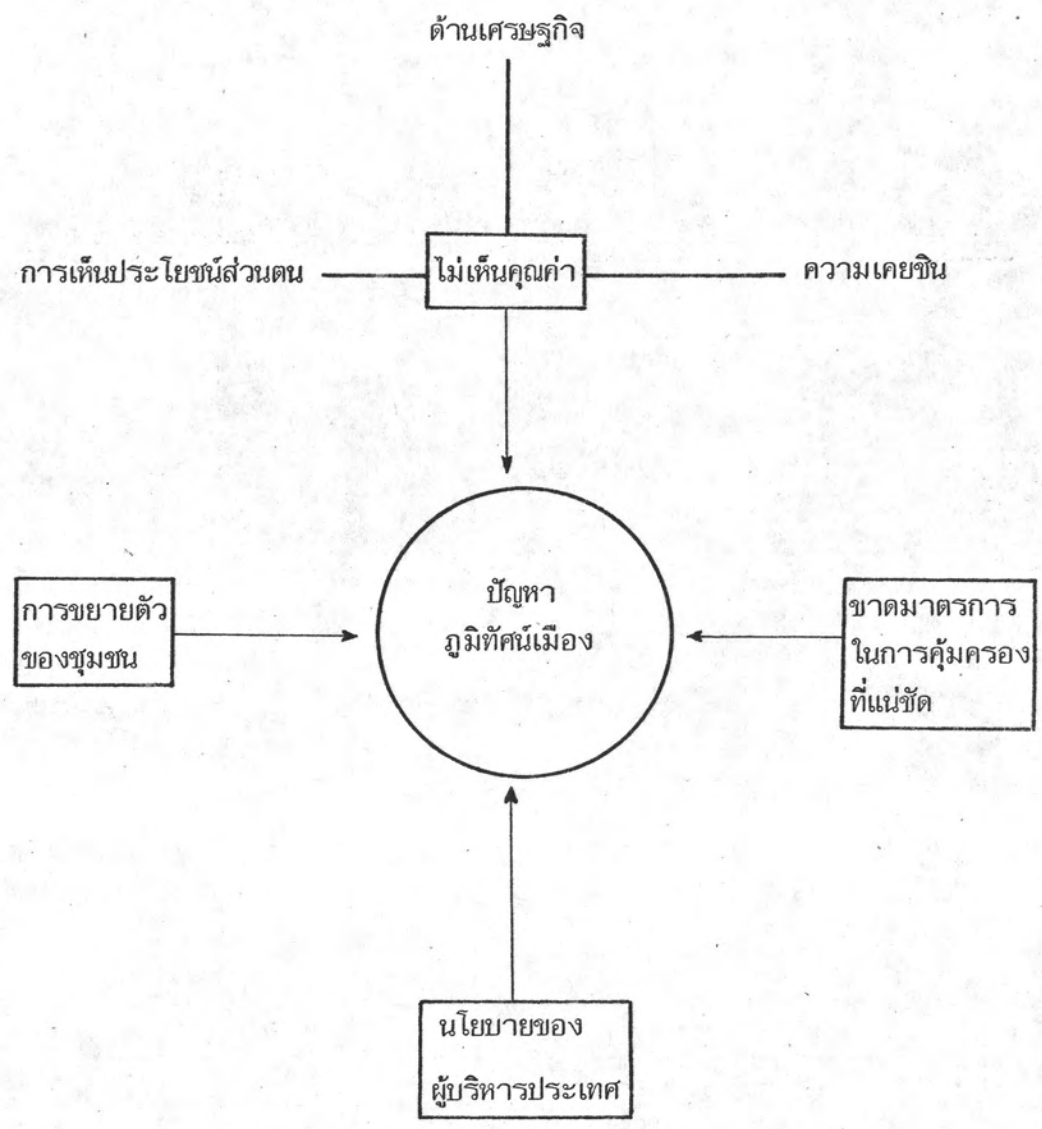 ด้านเศรษฐกิจ
การเห็นประโยชน์ส่วนตน
ไม่เห็นคุณค่า
ความเคยชิน
ปัญหา
ภูมิทัศน์เมือง
การขยายตัว
ของชุมชน
ขาดมาตรการ
ในการคุ้มครอง
ที่แน่ชัด
นโยบายของ
ผู้บริหารประเทศ